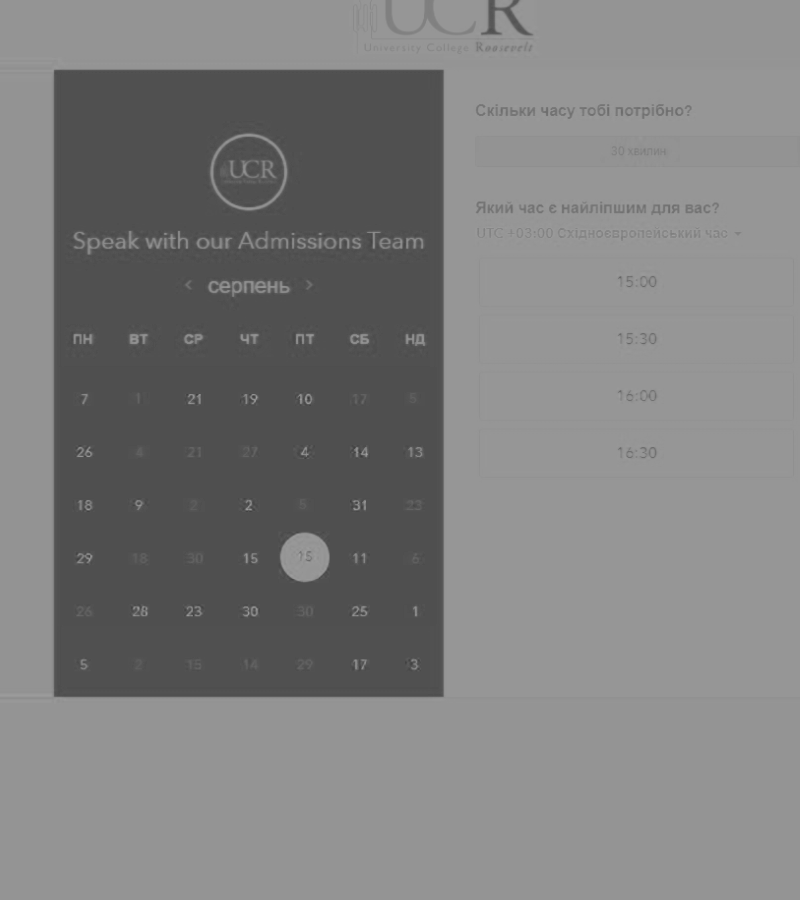 UCR
University College Roosevelt
UCR
Speak with our Admissions Team
< серпень >
ПН ВТ СР ЧТ ПТ СБ НД
7 1 21 19 10 17 5
26 4 21 27 4 14 13
18 9 2 2 5 31 23
29 18 30 15 15 11 6
26 28 23 30 30 25 1
5 2 15 14 29 17 3
Скільки часу тобі потрібно?
30 хвилин
Який час є найліпшим для вас?
UTC +03:00 Східноєвропейський час
15:00
15:30
16:00
16:30